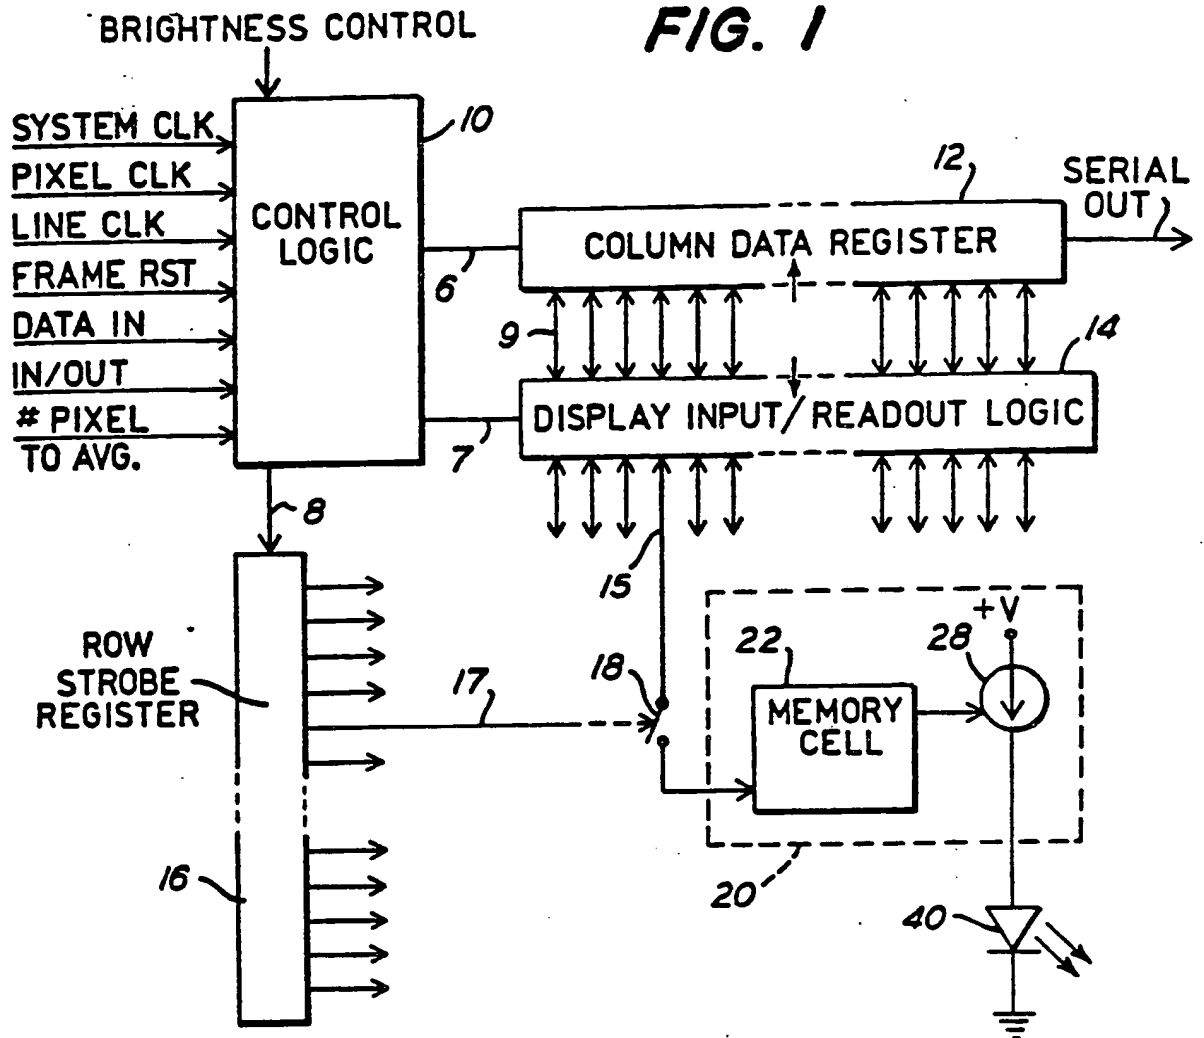 FIG. 1
BRIGHTNESS CONTROL
SYSTEM CLK
PIXEL CLK
LINE CLK
FRAME RST
DATA IN
IN/OUT
# PIXEL
TO AVG.
CONTROL
LOGIC
10
6
7
8
12
COLUMN DATA REGISTER
SERIAL
OUT
9
14
DISPLAY INPUT/READOUT LOGIC
15
ROW
STROBE
REGISTER
16
17
18
20
22
MEMORY
CELL
+V
28
40